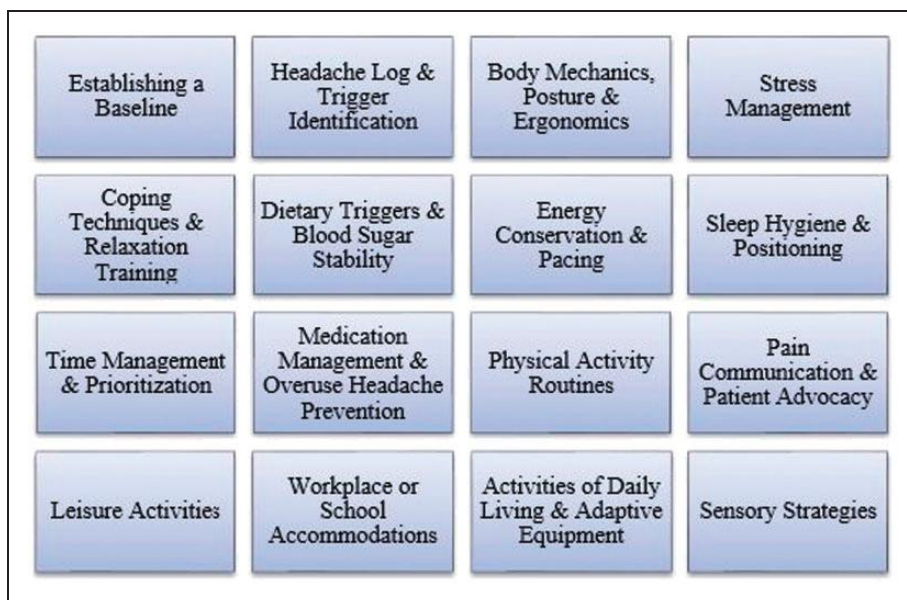 Establishing a
Baseline
Headache Log &
Trigger
Identification
Body Mechanics,
Posture &
Ergonomics
Stress
Management
Coping
Techniques &
Relaxation
Training
Dietary Triggers &
Blood Sugar
Stability
Energy
Conservation &
Pacing
Sleep Hygiene &
Positioning
Time Management
& Prioritization
Medication
Management &
Overuse Headache
Prevention
Physical Activity
Routines
Pain
Communication &
Patient Advocacy
Leisure Activities
Workplace or
School
Accommodations
Activities of Daily
Living & Adaptive
Equipment
Sensory Strategies